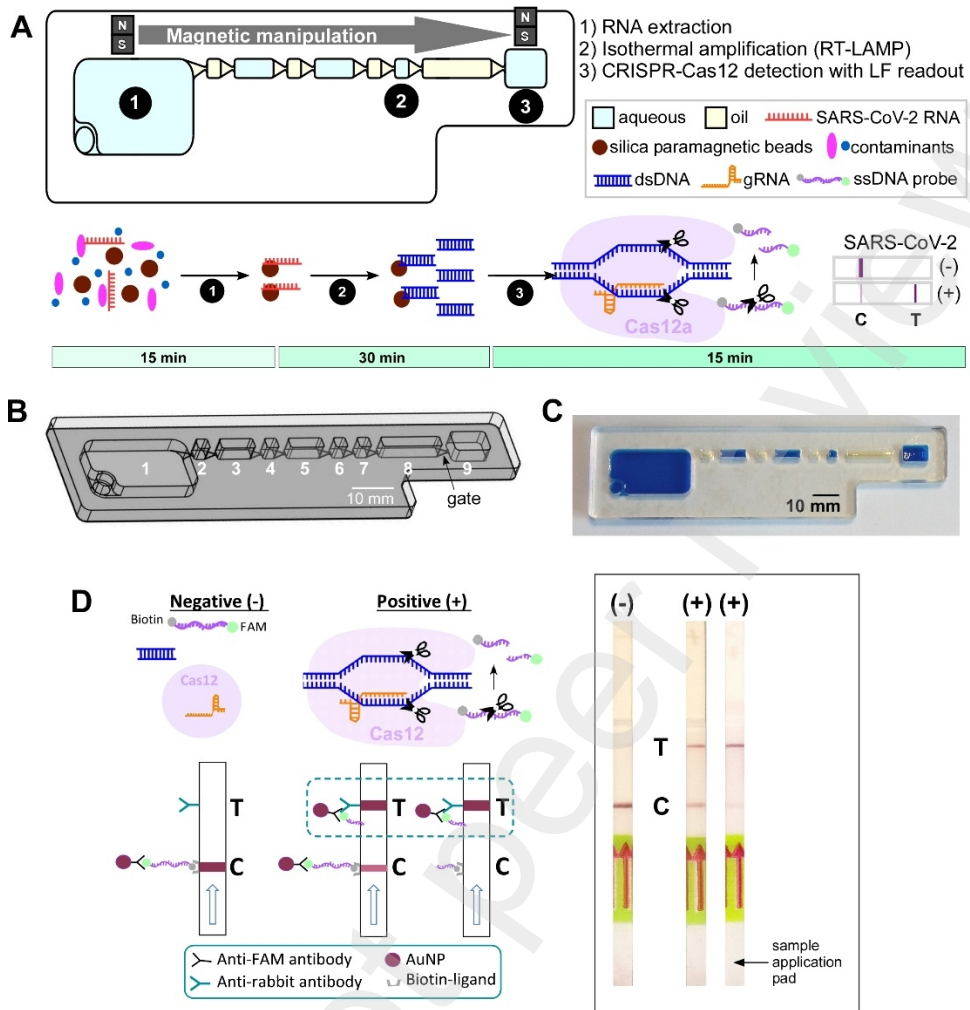 A
N
S
Magnetic manipulation
N
S
1) RNA extraction
2) Isothermal amplification (RT-LAMP)
3) CRISPR-Cas12 detection with LF readout
1
2
3
aqueous
oil
SARS-CoV-2 RNA
silica paramagnetic beads
contaminants
dsDNA
gRNA
ssDNA probe
1
2
3
Cas12a
SARS-CoV-2
(-)
(+)
C T
15 min
30 min
15 min
B
1 2 3 4 5 6 7 8 9
10 mm
gate
C
10 mm
D
Negative (-)
Positive (+)
Biotin
FAM
Cas12
Cas12
T
C
T
C
T
C
Anti-FAM antibody
AuNP
Anti-rabbit antibody
Biotin-ligand
(-) (+) (+)
T
C
sample
application
pad
ot peer review